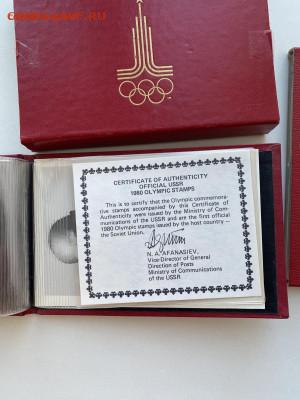 CERTIFICATE OF AUTHENTICITY
OFFICIAL USSR
1980 OLYMPIC STAMPS
This is to certify that the Olympic commemora-
tive stamps accompanied by this Certificate of
Authenticity were issued by the Ministry of Com-
munications of the USSR and are the first official
1980 Olympic stamps issued by the host country —
the Soviet Union.
N. A. AFANASIEV,
Vice-Director of General
Direction of Posts
Ministry of Communications
of the USSR